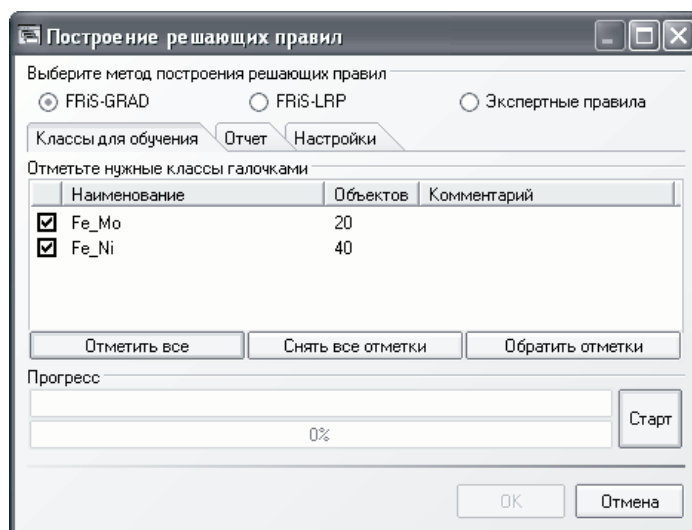 Построение решающих правил
Выберите метод построения решающих правил
FRiS-GRAD FRiS-LRP Экспертные правила
Классы для обучения Отчет Настройки
Отметьте нужные классы галочками
Наименование Объектов Комментарий
Fe_Mo 20
Fe_Ni 40
Отметить все Снять все отметки Обратить отметки
Прогресс
Старт
0%
OK Отмена